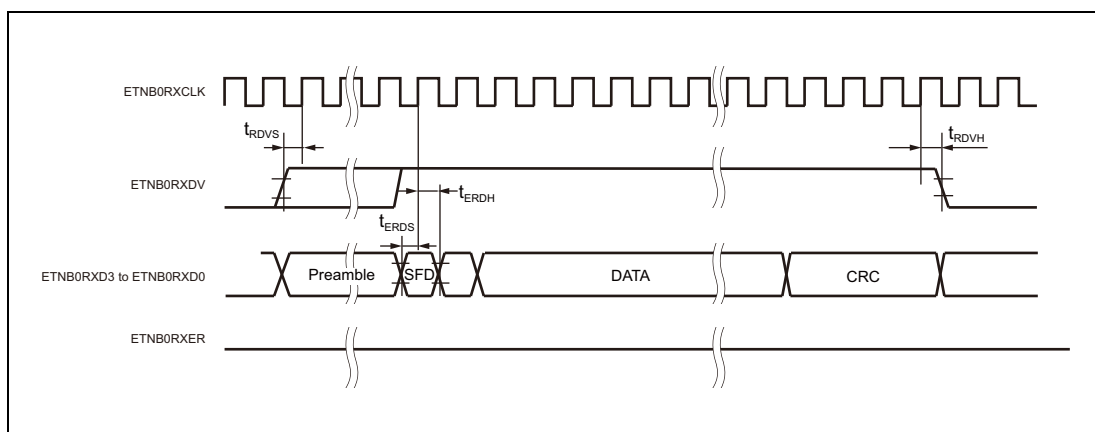 ETNB0RXCLK
tRDVS
tRDVH
ETNB0RXDV
tERDH
tERDS
ETNB0RXD3 to ETNB0RXD0
Preamble
SFD
DATA
CRC
ETNB0RXER